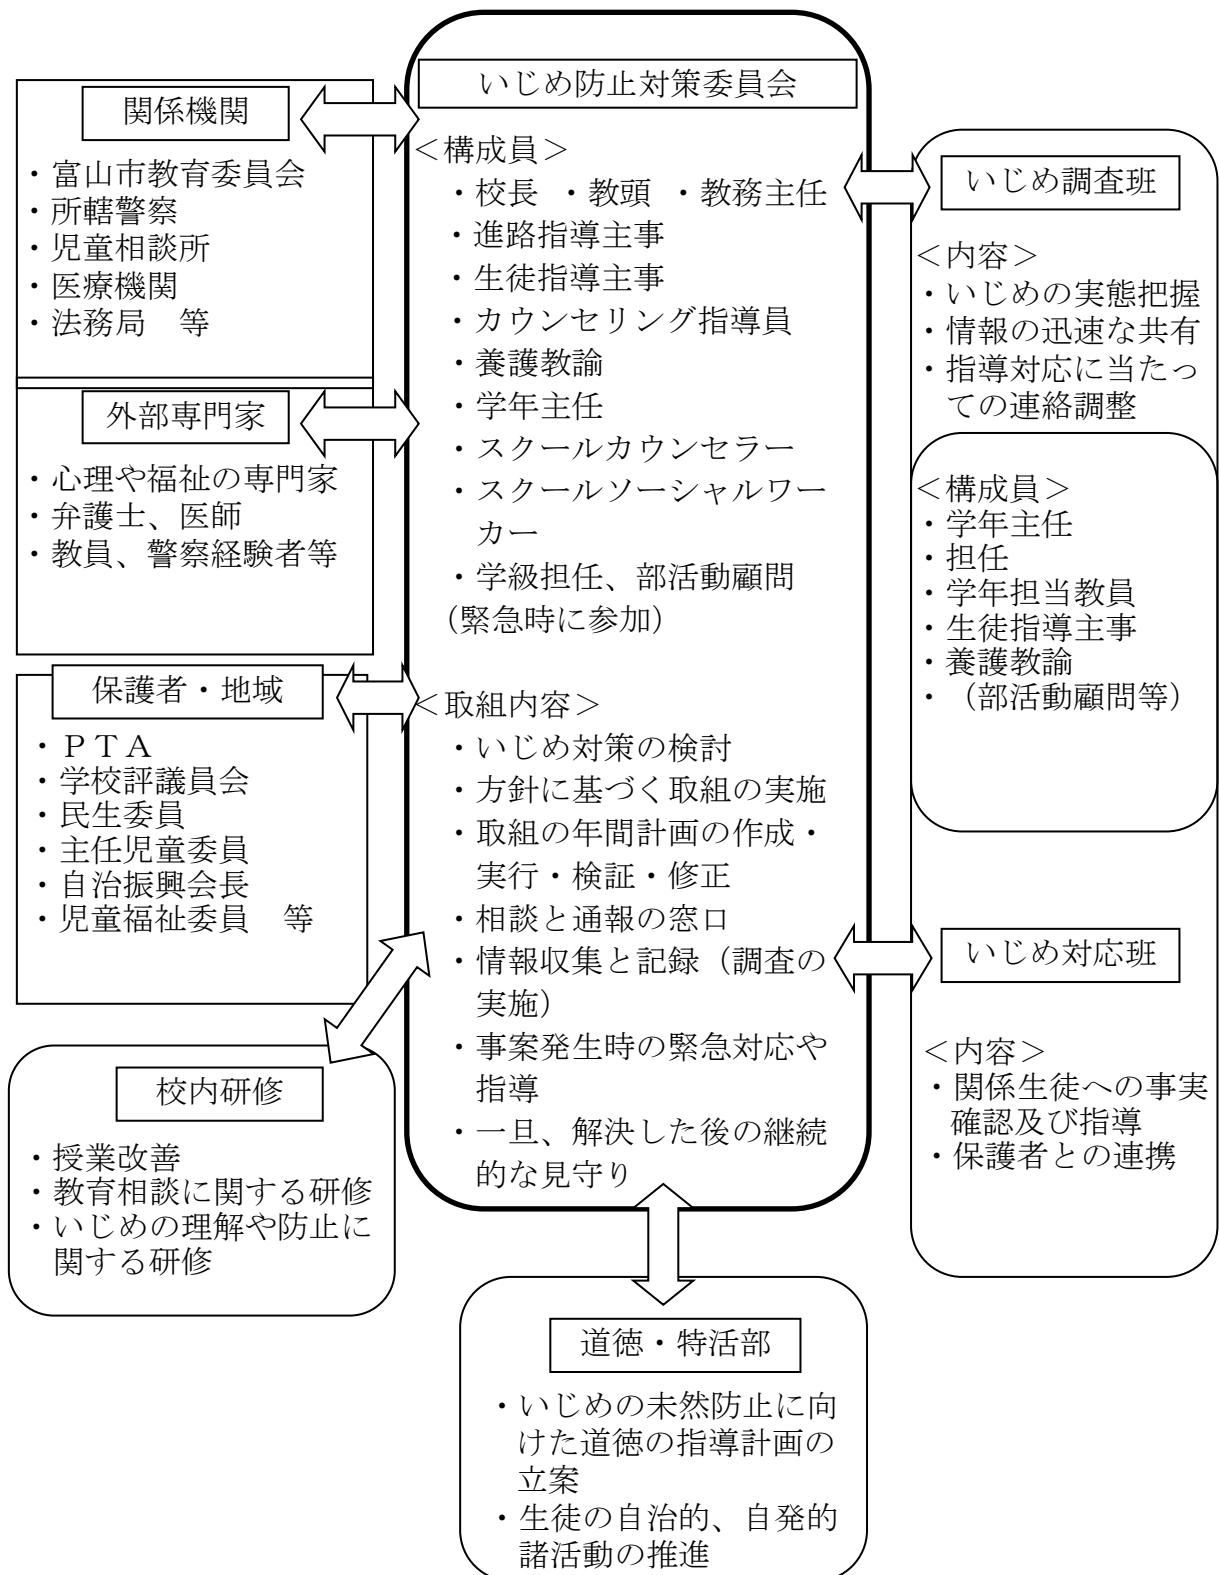 いじめ防止対策委員会
<構成員>
・校長 ・教頭 ・教務主任
・進路指導主事
・生徒指導主事
・カウンセリング指導員
・養護教諭
・学年主任
・スクールカウンセラー
・スクールソーシャルワー
カー
・学級担任、部活動顧問
(緊急時に参加)
<取組内容>
・いじめ対策の検討
・方針に基づく取組の実施
・取組の年間計画の作成・
実行・検証・修正
・相談と通報の窓口
・情報収集と記録(調査の
実施)
・事案発生時の緊急対応や
指導
・一旦、解決した後の継続
的な見守り
関係機関
・富山市教育委員会
・所轄警察
・児童相談所
・医療機関
・法務局 等
外部専門家
・心理や福祉の専門家
・弁護士、医師
・教員、警察経験者等
保護者・地域
・PTA
・学校評議員会
・民生委員
・主任児童委員
・自治振興会長
・児童福祉委員 等
校内研修
・授業改善
・教育相談に関する研修
・いじめの理解や防止に
関する研修
いじめ調査班
<内容>
・いじめの実態把握
・情報の迅速な共有
・指導対応に当たっ
ての連絡調整
<構成員>
・学年主任
・担任
・学年担当教員
・生徒指導主事
・養護教諭
・(部活動顧問等)
いじめ対応班
<内容>
・関係生徒への事実
確認及び指導
・保護者との連携
道徳・特活部
・いじめの未然防止に向
けた道徳の指導計画の
立案
・生徒の自治的、自発的
諸活動の推進